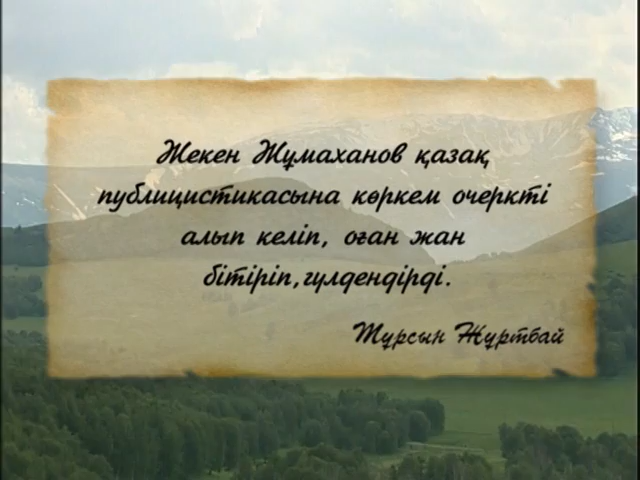 Жекен Жұмаханов қазақ
публицистикасына көркем очеркті
алып келіп, оған жан
бітіріп,гүлдендірді.
Тұрсын Жұртбай